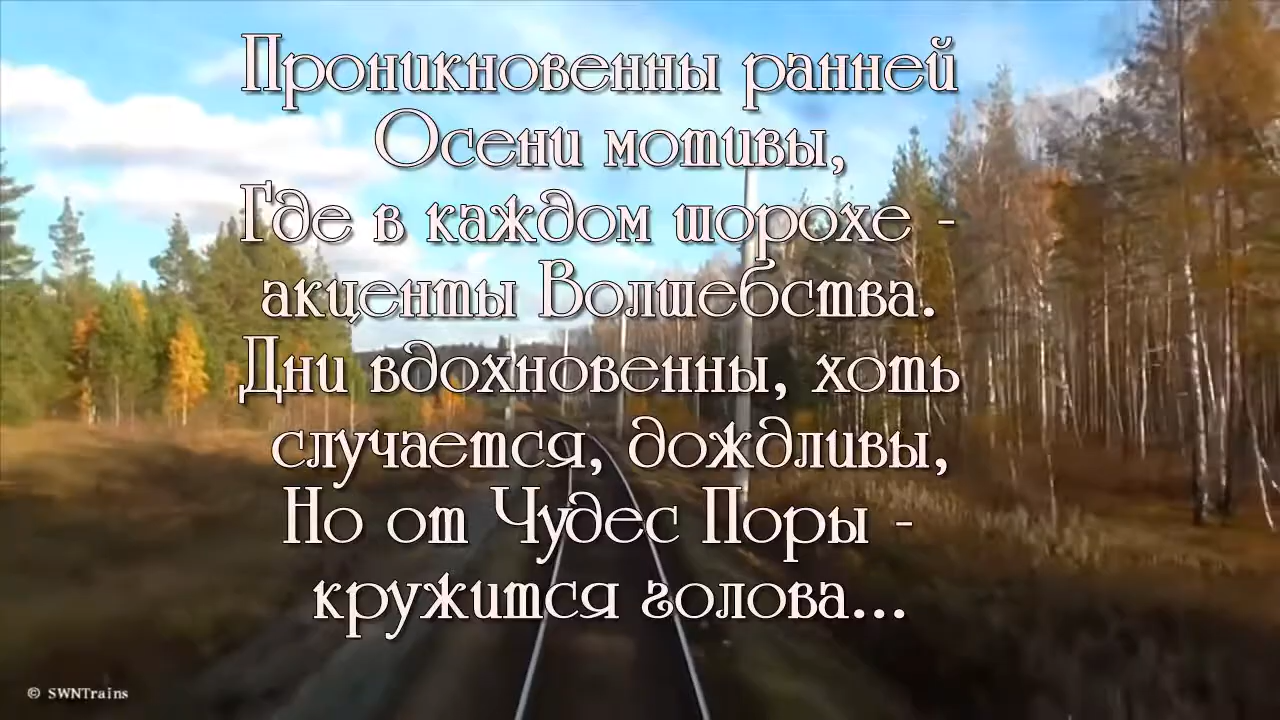 Проникновенны ранней
Осени мотивы,
Где в каждом шорохе -
акценты Волшебства.
Дни вдохновенны, хоть
случается, дождливы,
Но от Чудес Поры -
кружится голова...
© SWNTrains